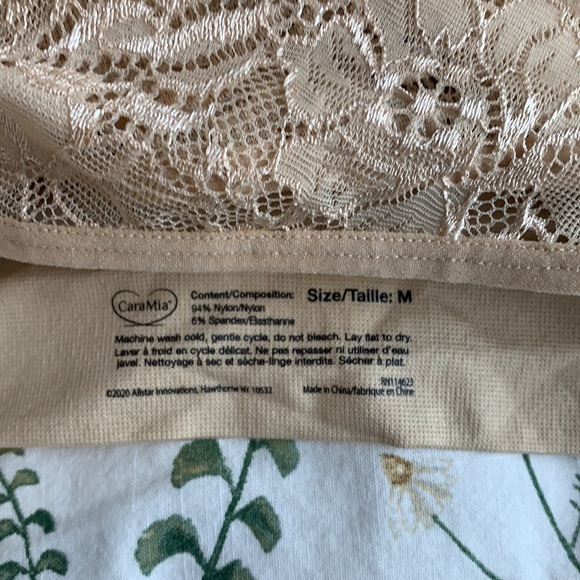 CaraMia®
Content/Composition:
94% Nylon/Nylon
6% Spandex/Elasthanne
Size/Taille: M
Machine wash cold, gentle cycle, do not bleach. Lay flat to dry.
Laver à froid en cycle délicat. Ne pas repasser ni utiliser d'eau
javel. Nettoyage à sec et sèche-linge interdits. Sécher à plat.
RN114623
©2020 Allstar Innovations, Hawthorne NY 10532
Made in China/fabriqué en Chine